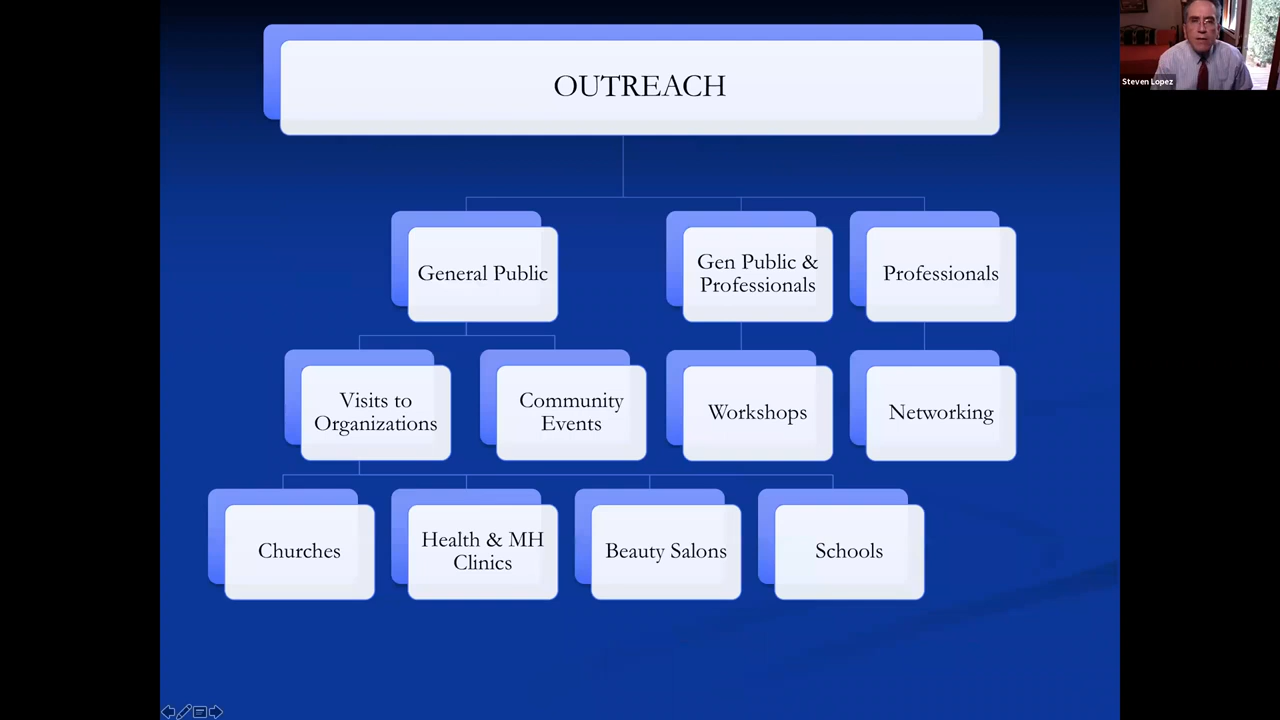 OUTREACH
Steven Lopez
General Public
Gen Public &
Professionals
Professionals
Visits to
Organizations
Community
Events
Workshops
Networking
Churches
Health & MH
Clinics
Beauty Salons
Schools